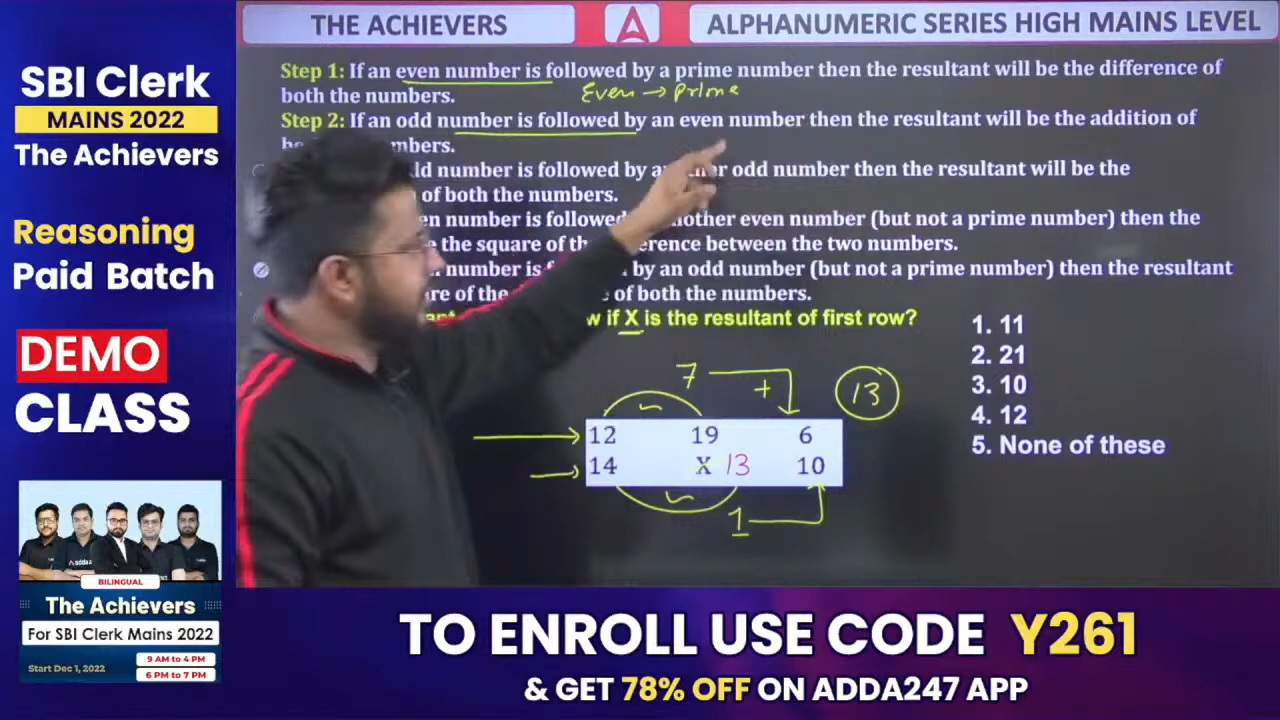 THE ACHIEVERS
ALPHANUMERIC SERIES HIGH MAINS LEVEL
SBI Clerk
MAINS 2022
The Achievers
Reasoning
Paid Batch
DEMO
CLASS
BILINGUAL
The Achievers
For SBI Clerk Mains 2022
Start Dec 1, 2022
9 AM to 4 PM
6 PM to 7 PM
Step 1: If an even number is followed by a prime number then the resultant will be the difference of
both the numbers.
Even → Prime
Step 2: If an odd number is followed by an even number then the resultant will be the addition of
number is followed by odd number then the resultant will be the
of both the numbers.
number is followed another even number (but not a prime number) then the
the square of the between the two numbers.
number is by an odd number (but not a prime number) then the resultant
of the of both the numbers.
if X is the resultant of first row?
1. 11
2. 21
3. 10
4. 12
5. None of these
7 + 13
12 19 6
14 X 13 10
1
TO ENROLL USE CODE Y261
& GET 78% OFF ON ADDA247 APP